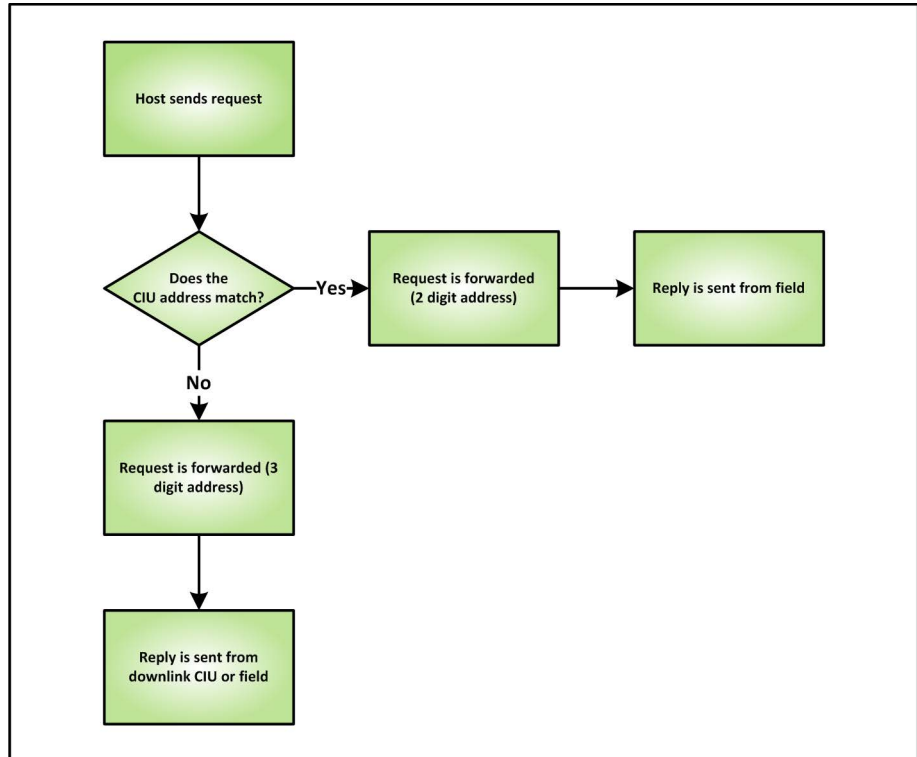 Host sends request
Does the
CIU address match?
Yes
Request is forwarded
(2 digit address)
Reply is sent from field
No
Request is forwarded (3
digit address)
Reply is sent from
downlink CIU or field